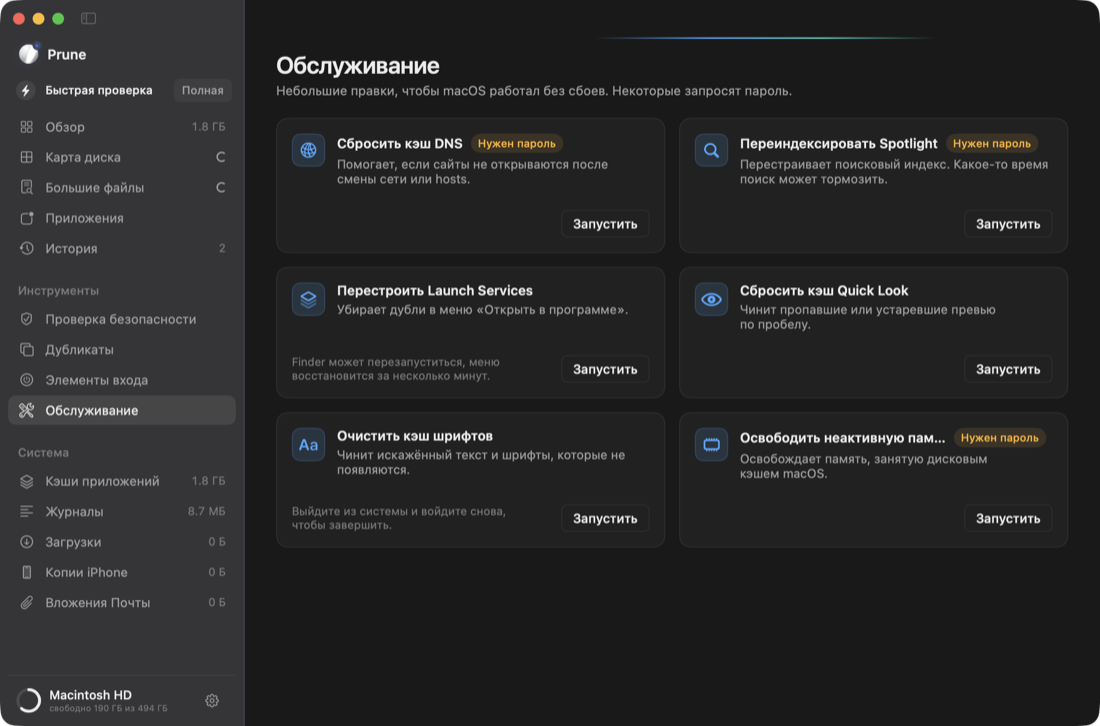 Prune
Быстрая проверка
Полная
Обзор
1.8 ГБ
Карта диска
Большие файлы
Приложения
История
2
Инструменты
Проверка безопасности
Дубликаты
Элементы входа
Обслуживание
Система
Кэши приложений
1.8 ГБ
Журналы
8.7 МБ
Загрузки
0 Б
Копии iPhone
0 Б
Вложения Почты
0 Б
Macintosh HD
свободно 190 ГБ из 494 ГБ
Обслуживание
Небольшие правки, чтобы macOS работал без сбоев. Некоторые запросят пароль.
Сбросить кэш DNS
Нужен пароль
Помогает, если сайты не открываются после
смены сети или hosts.
Запустить
Переиндексировать Spotlight
Нужен пароль
Перестраивает поисковый индекс. Какое-то время
поиск может тормозить.
Запустить
Перестроить Launch Services
Убирает дубли в меню «Открыть в программе».
Finder может перезапуститься, меню
восстановится за несколько минут.
Запустить
Сбросить кэш Quick Look
Чинит пропавшие или устаревшие превью
по пробелу.
Запустить
Aa
Очистить кэш шрифтов
Чинит искажённый текст и шрифты, которые не
появляются.
Выйдите из системы и войдите снова,
чтобы завершить.
Запустить
Освободить неактивную пам...
Нужен пароль
Освобождает память, занятую дисковым
кэшем macOS.
Запустить